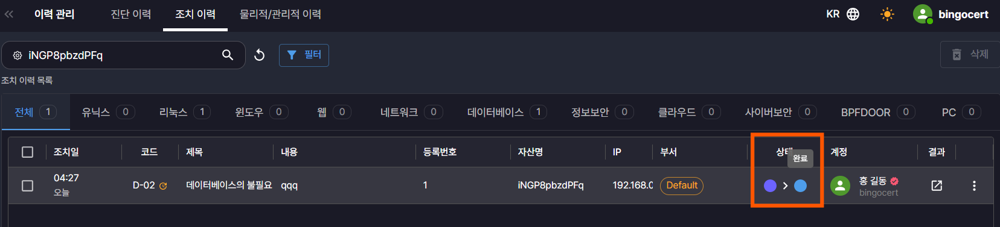 이력 관리 진단 이력 조치 이력 물리적/관리적 이력 KR bingocert
iNGP8pbzdPFq 필터 삭제
조치 이력 목록
전체 1 유닉스 0 리눅스 1 윈도우 0 웹 0 네트워크 0 데이터베이스 1 정보보안 0 클라우드 0 사이버보안 0 BPFDOOR 0 PC 0
조치일 코드 제목 내용 등록번호 자산명 IP 부서 상태 계정 결과
완료
04:27 D-02 데이터베이스의 불필요 qqq 1 iNGP8pbzdPFq 192.168.0 Default 홍 길동
오늘 bingocert